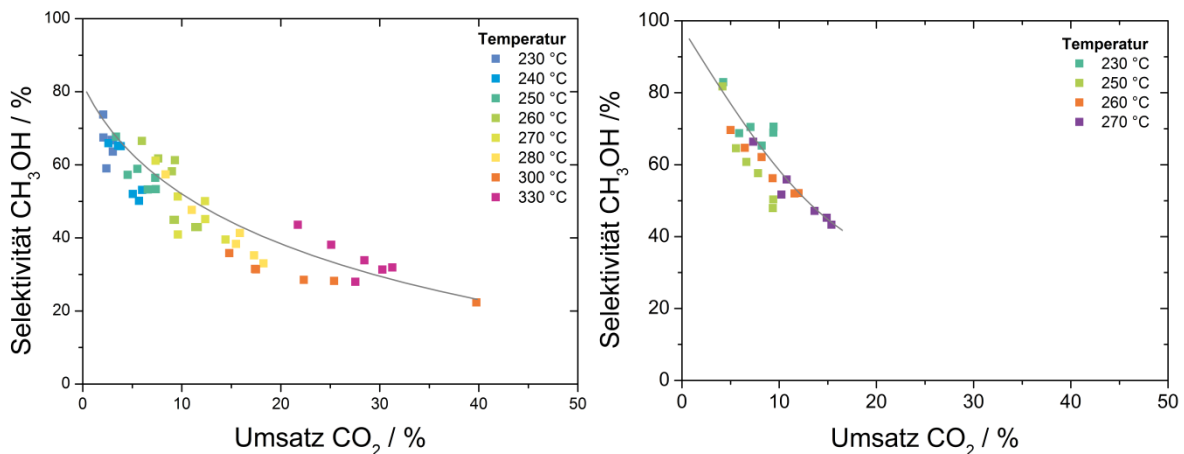 100
80
60
40
20
0
Selektivität CH3OH / %
Temperatur
230 °C
240 °C
250 °C
260 °C
270 °C
280 °C
300 °C
330 °C
0 10 20 30 40 50
Umsatz CO2 / %
100
80
60
40
20
0
Selektivität CH3OH /%
Temperatur
230 °C
250 °C
260 °C
270 °C
0 10 20 30 40 50
Umsatz CO2 / %